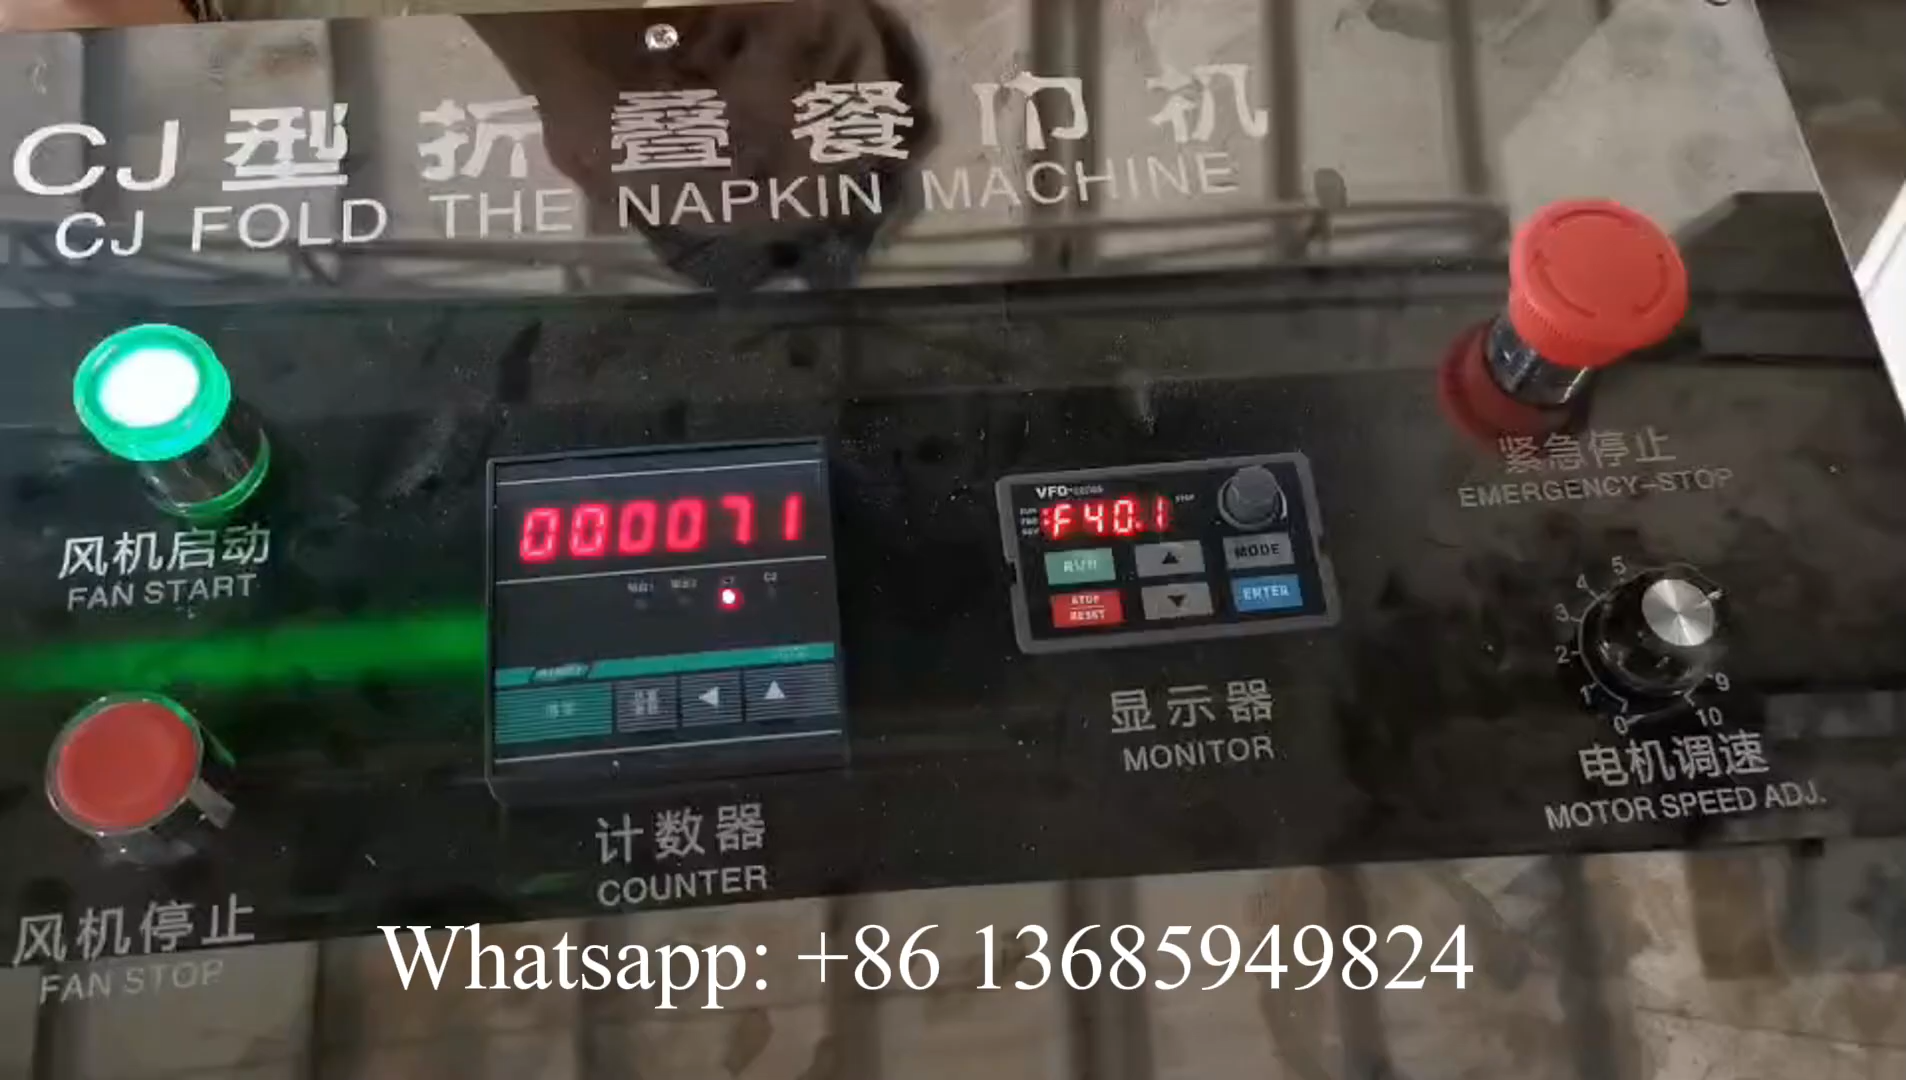 CJ 型 折 叠 餐 巾 机
CJ FOLD THE NAPKIN MACHINE
风机启动
FAN START
000071
VFD-series
F40.1
STOP
RUN
MODE
STOP
RESET
ENTER
紧急停止
EMERGENCY-STOP
5
4
3
2
1
0
9
10
显示器
MONITOR
电机调速
MOTOR SPEED ADJ.
计数器
COUNTER
风机停止
FAN STOP
Whatsapp: +86 13685949824